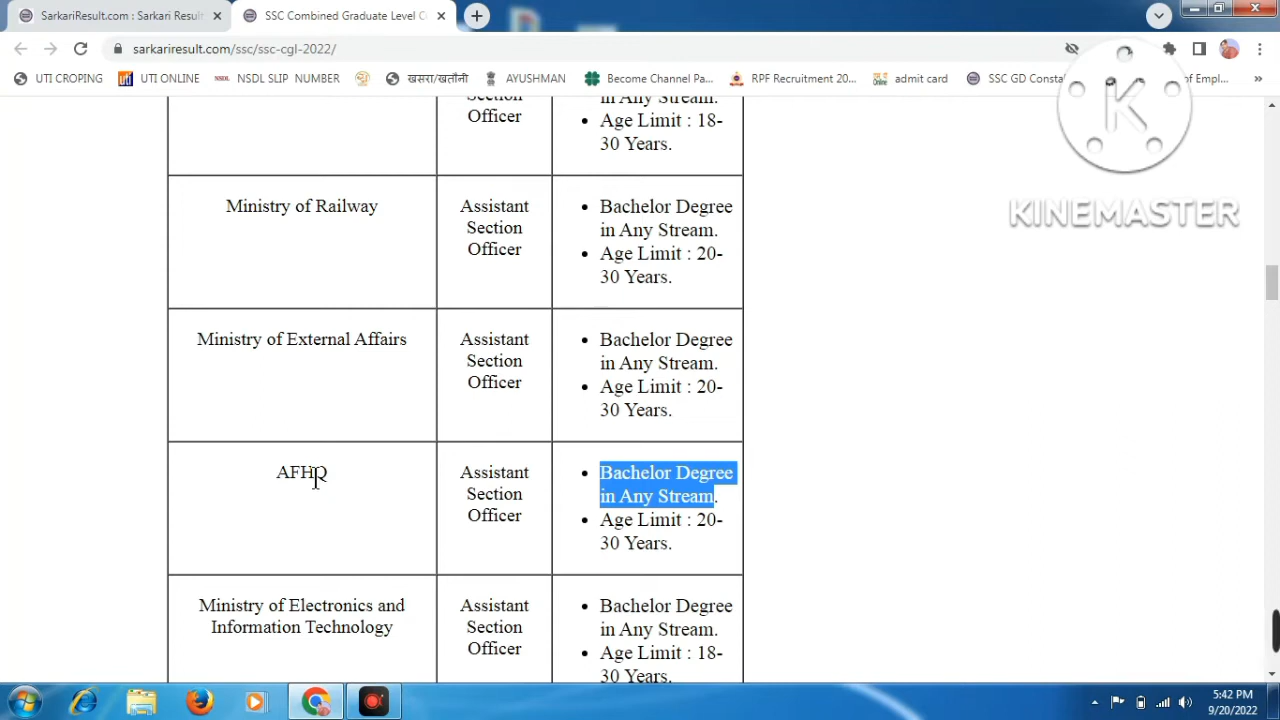 SarkariResult.com : Sarkari Result
SSC Combined Graduate Level C
sarkariresult.com/ssc/ssc-cgl-2022/
UTI CROPING
UTI ONLINE
NSDL SLIP NUMBER
खसरा/खतौनी
AYUSHMAN
Become Channel Pa...
RPF Recruitment 20...
admit card
SSC GD Consta
of Empl...
K
KINEMASTER
Section
Officer
in Any Stream.
Age Limit : 18-
30 Years.
Ministry of Railway
Assistant
Section
Officer
Bachelor Degree
in Any Stream.
Age Limit : 20-
30 Years.
Ministry of External Affairs
Assistant
Section
Officer
Bachelor Degree
in Any Stream.
Age Limit : 20-
30 Years.
AFHQ
Assistant
Section
Officer
Bachelor Degree
in Any Stream.
Age Limit : 20-
30 Years.
Ministry of Electronics and
Information Technology
Assistant
Section
Officer
Bachelor Degree
in Any Stream.
Age Limit : 18-
30 Years.
5:42 PM
9/20/2022